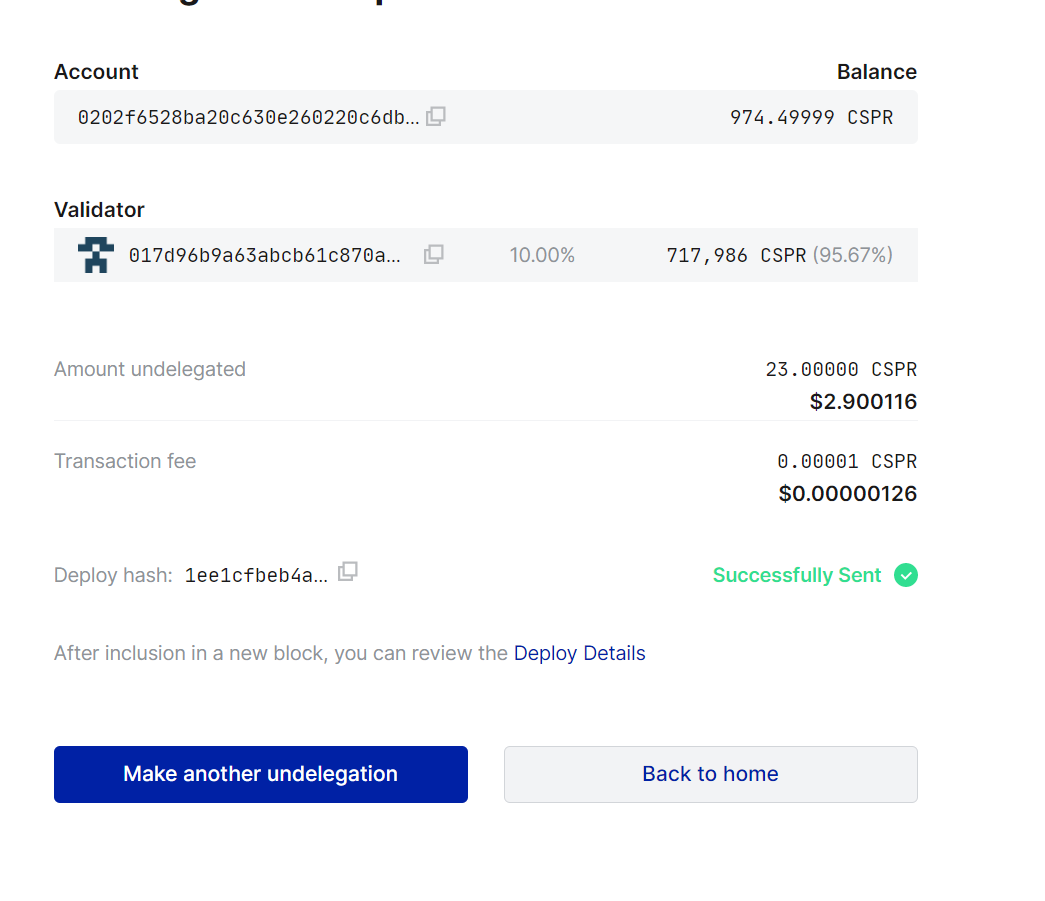 Account
Balance
0202f6528ba20c630e260220c6db...
974.49999 CSPR
Validator
017d96b9a63abcb61c870a...
10.00%
717,986 CSPR (95.67%)
Amount undelegated
23.00000 CSPR
$2.900116
Transaction fee
0.00001 CSPR
$0.00000126
Deploy hash: 1ee1cfbeb4a...
Successfully Sent
After inclusion in a new block, you can review the Deploy Details
Make another undelegation
Back to home